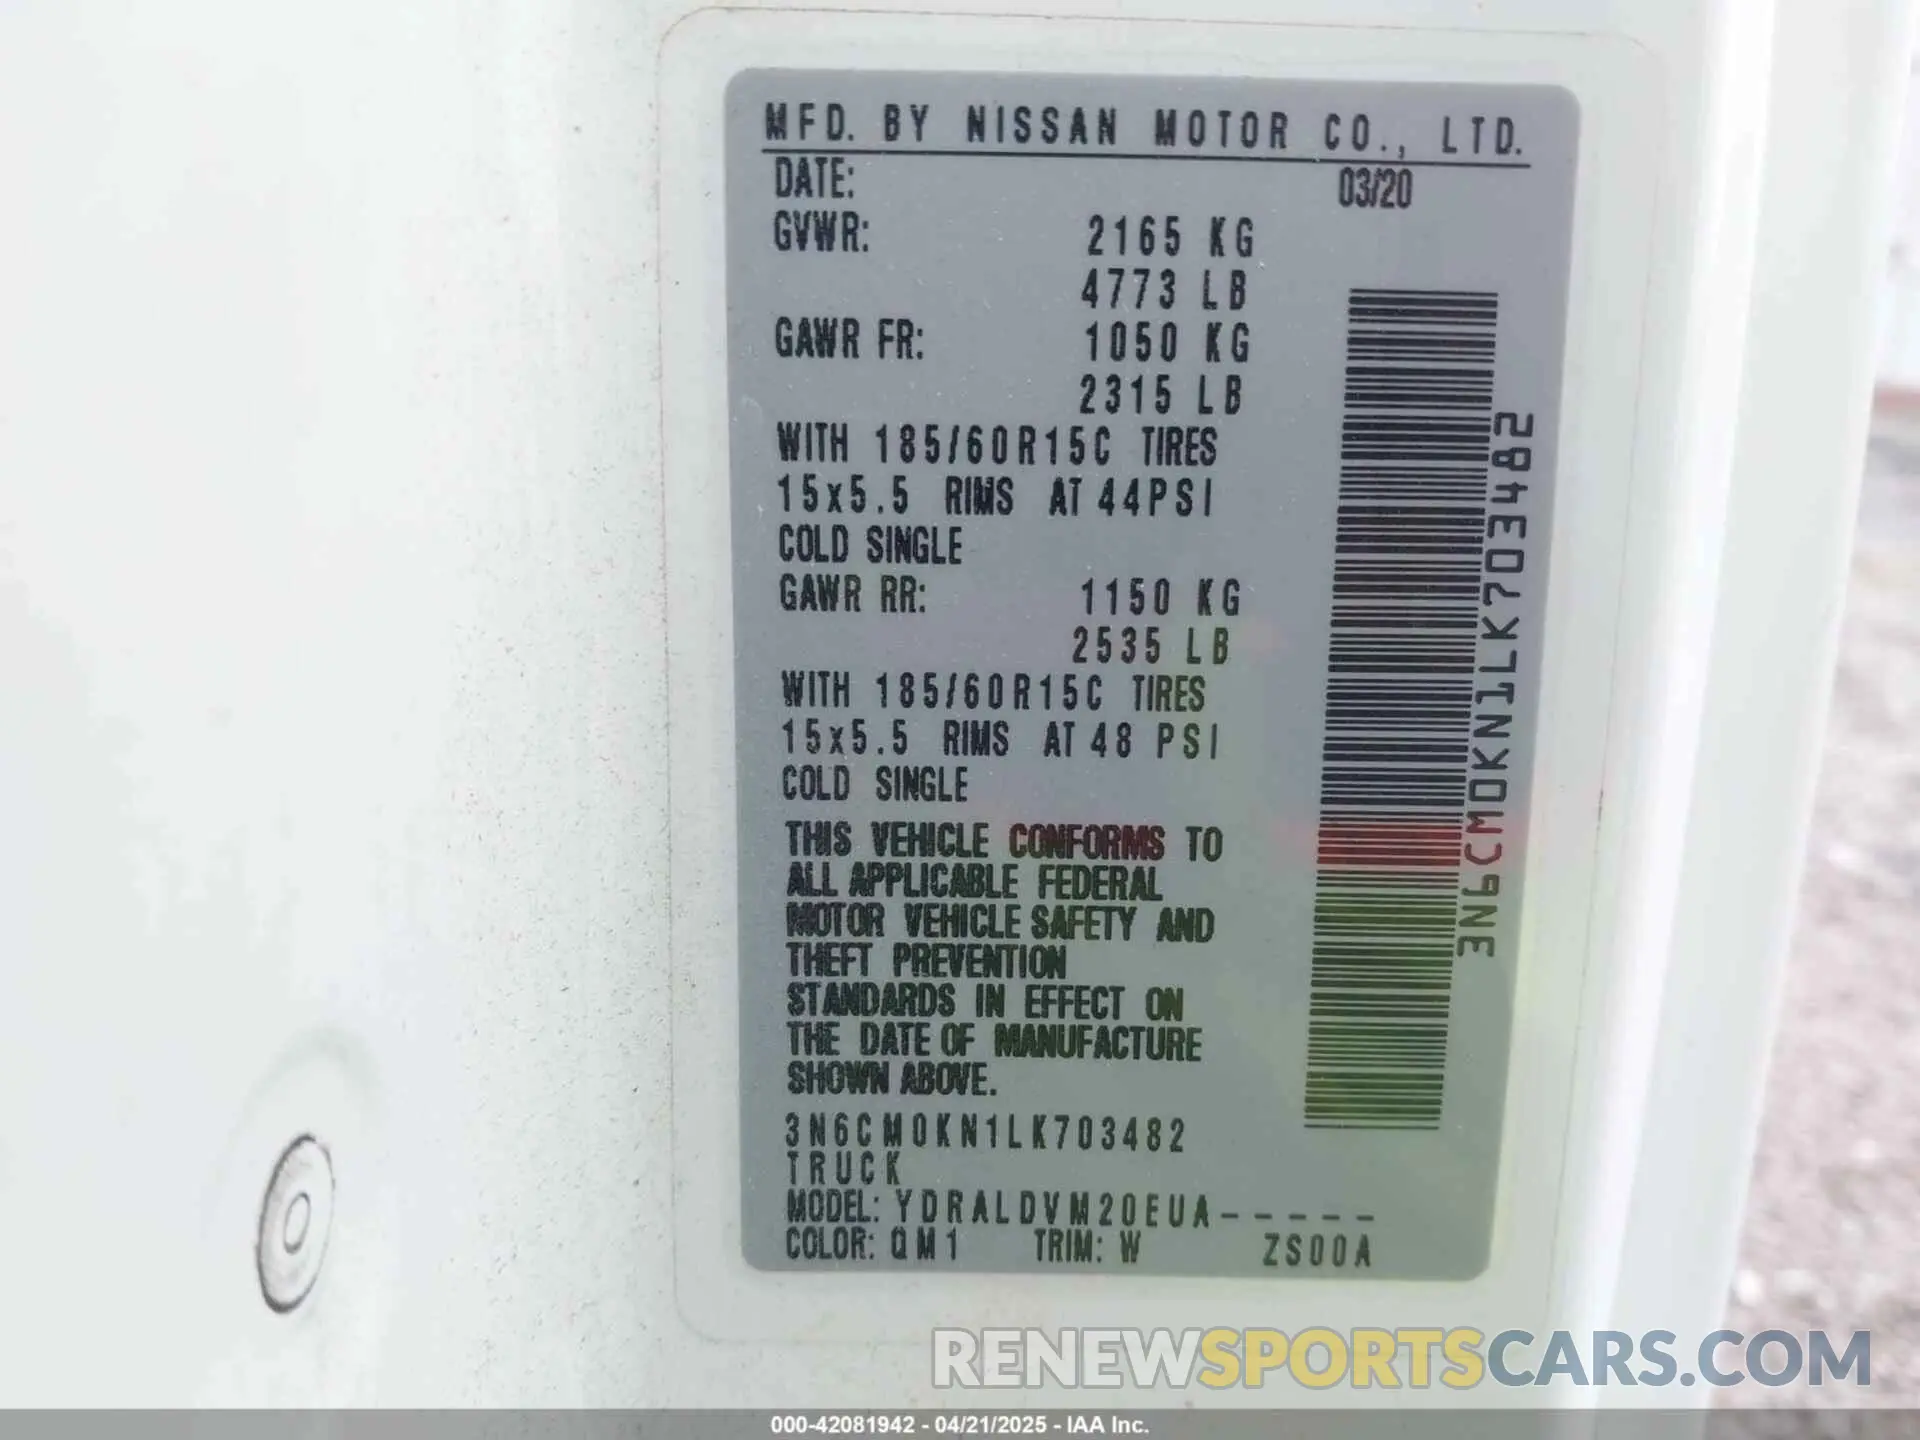 MFD. BY NISSAN MOTOR CO., LTD.
DATE: 03/20
GVWR: 2165 KG
4773 LB
GAWR FR: 1050 KG
2315 LB
WITH 185/60R15C TIRES
15x5.5 RIMS AT 44PSI
COLD SINGLE
GAWR RR: 1150 KG
2535 LB
WITH 185/60R15C TIRES
15x5.5 RIMS AT 48 PSI
COLD SINGLE
THIS VEHICLE CONFORMS TO
ALL APPLICABLE FEDERAL
MOTOR VEHICLE SAFETY AND
THEFT PREVENTION
STANDARDS IN EFFECT ON
THE DATE OF MANUFACTURE
SHOWN ABOVE.
3N6CM0KN1LK703482
TRUCK
MODEL: YDRALDVM20EUA-----
COLOR: QM1 TRIM: W ZS00A
3N6CM0KN1LK703482
RENEWSPORTSCARS.COM
000-42081942 - 04/21/2025 - IAA Inc.